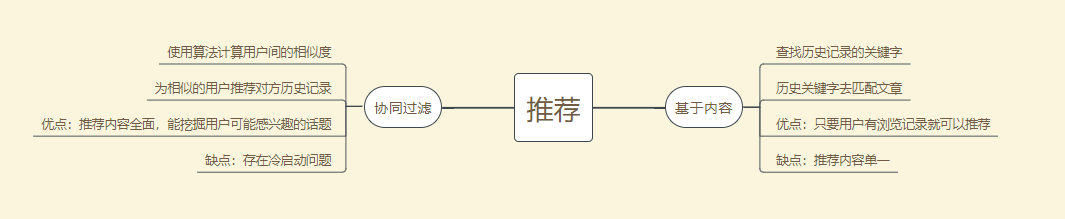 推荐
协同过滤
使用算法计算用户间的相似度
为相似的用户推荐对方历史记录
优点：推荐内容全面，能挖掘用户可能感兴趣的话题
缺点：存在冷启动问题
基于内容
查找历史记录的关键字
历史关键字去匹配文章
优点：只要用户有浏览记录就可以推荐
缺点：推荐内容单一